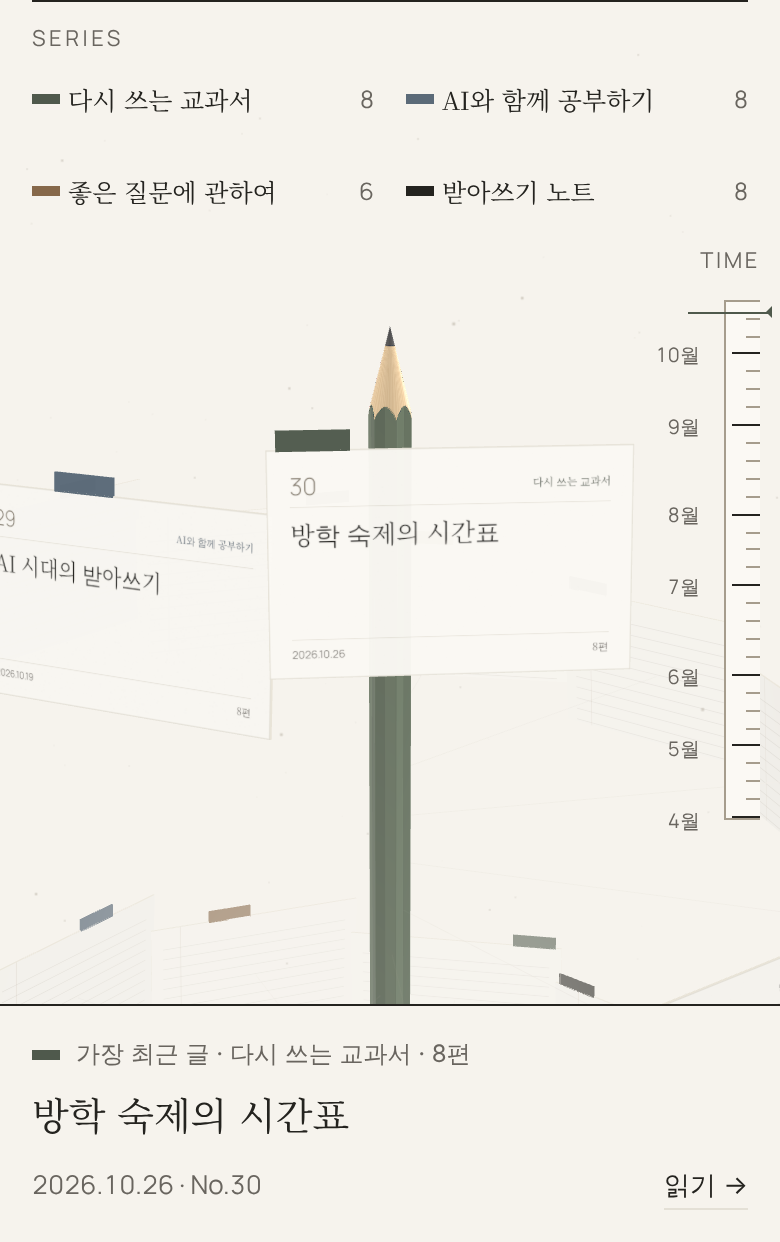 SERIES
다시 쓰는 교과서 8
AI와 함께 공부하기 8
좋은 질문에 관하여 6
받아쓰기 노트 8
TIME
10월
9월
8월
7월
6월
5월
4월
29
AI와 함께 공부하기
AI 시대의 받아쓰기
2026.10.19
8편
30
다시 쓰는 교과서
방학 숙제의 시간표
2026.10.26
8편
가장 최근 글 · 다시 쓰는 교과서 · 8편
방학 숙제의 시간표
2026.10.26 · No.30
읽기 →